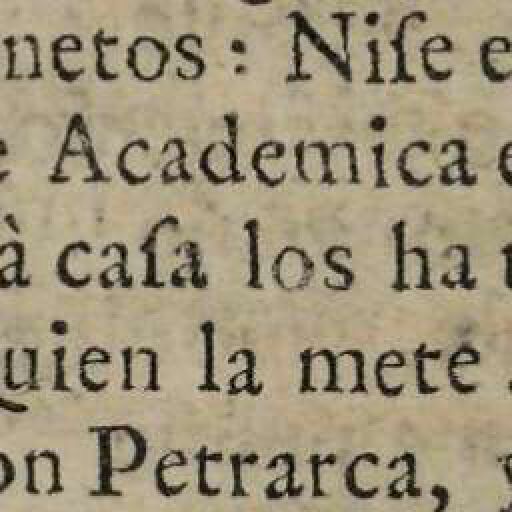 netos : Niſe e
e Academica e
à caſa los ha t
quien la mete
on Petrarca, y